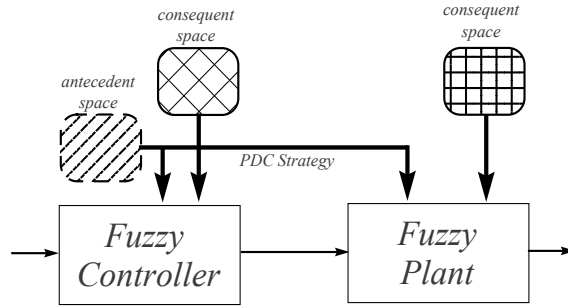 consequent
space
consequent
space
antecedent
space
PDC Strategy
Fuzzy
Controller
Fuzzy
Plant